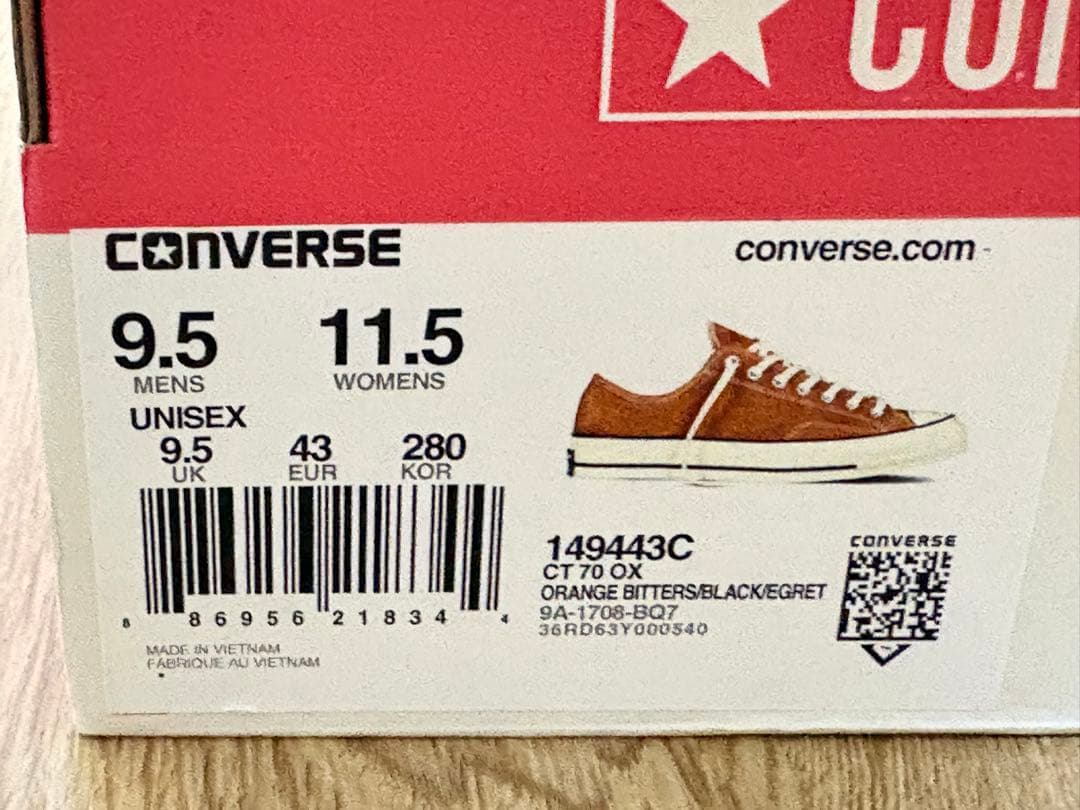 CON
CONVERSE
converse.com
9.5 11.5
MENS WOMENS
UNISEX
9.5 43 280
UK EUR KOR
8 86956 21834 4
MADE IN VIETNAM
FABRIQUE AU VIETNAM
149443C
CT 70 OX
ORANGE BITTERS/BLACK/EGRET
9A-1708-BQ7
36RD63Y000540
CONVERSE